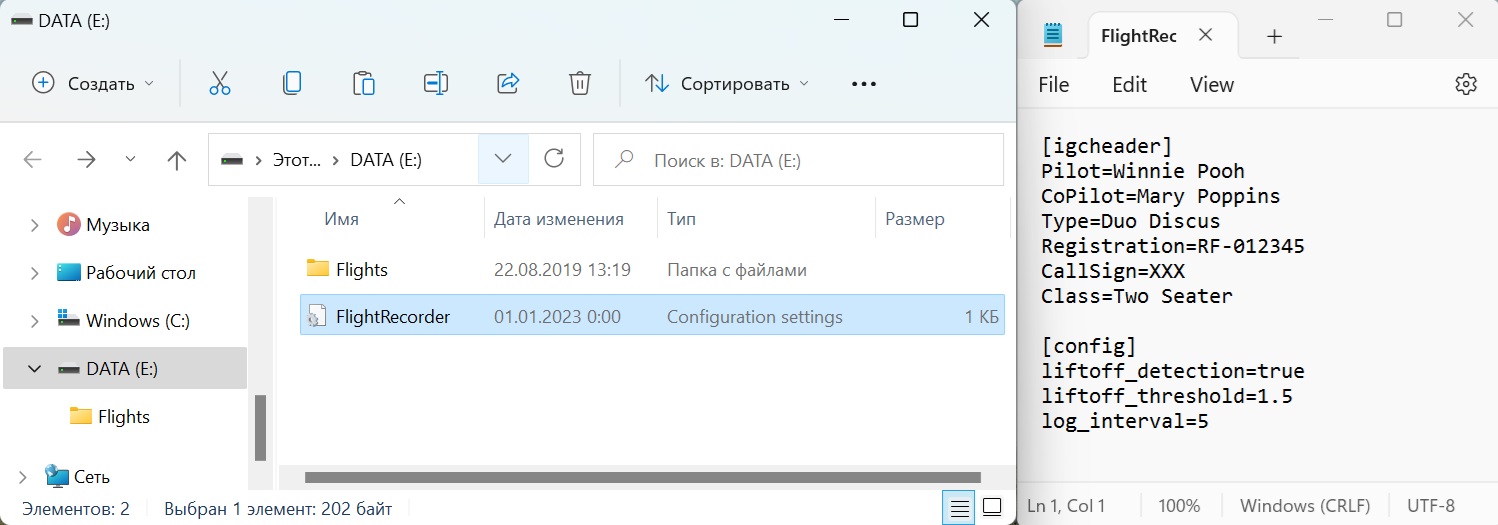 DATA (E:)
Создать
Сортировать
Этот... DATA (E:)
Поиск в: DATA (E:)
Музыка
Рабочий стол
Windows (C:)
DATA (E:)
Flights
Сеть
Имя Дата изменения Тип Размер
Flights 22.08.2019 13:19 Папка с файлами
FlightRecorder 01.01.2023 0:00 Configuration settings 1 КБ
Элементов: 2 Выбран 1 элемент: 202 байт
FlightRec
File Edit View
[igcheader]
Pilot=Winnie Pooh
CoPilot=Mary Poppins
Type=Duo Discus
Registration=RF-012345
CallSign=XXX
Class=Two Seater
[config]
liftoff_detection=true
liftoff_threshold=1.5
log_interval=5
Ln 1, Col 1 100% Windows (CRLF) UTF-8